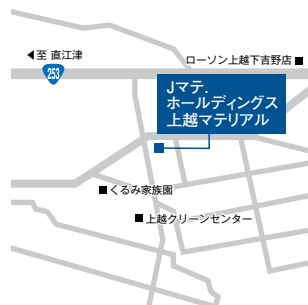 ◀至 直江津
ローソン上越下吉野店
253
Jマテ.
ホールディングス
上越マテリアル
くるみ家族園
上越クリーンセンター